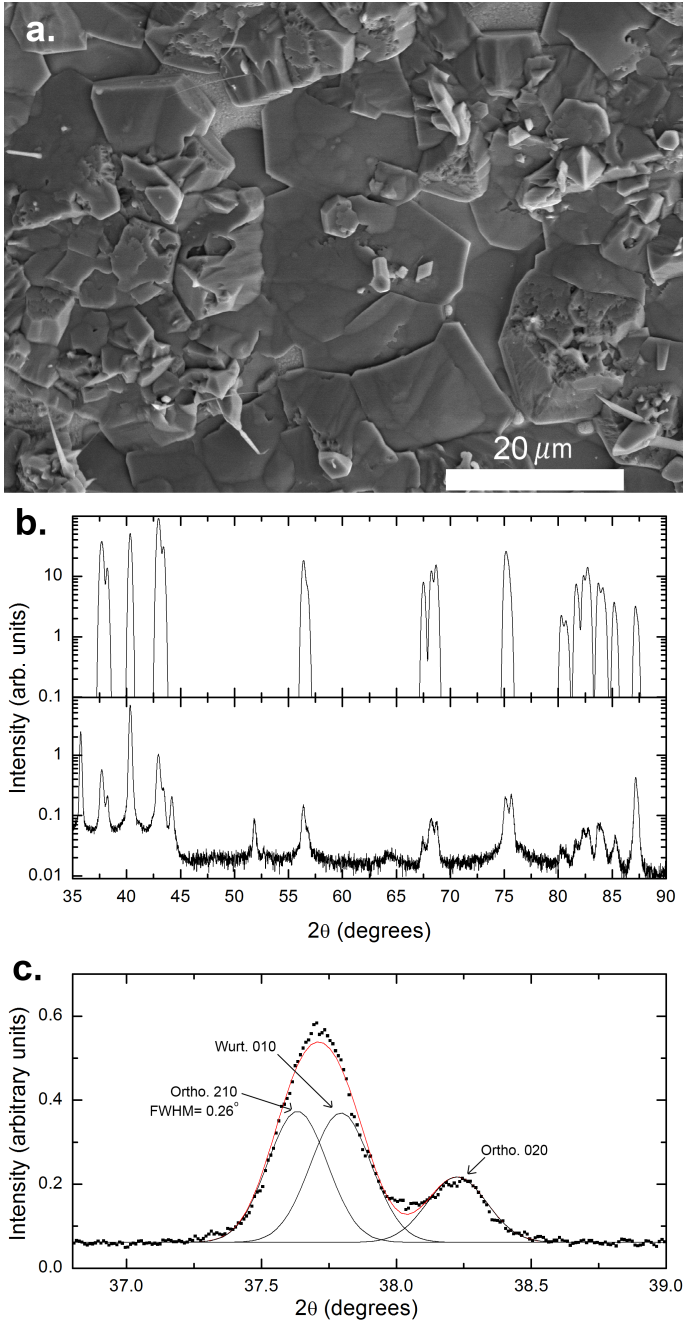 a.
20 μm
b.
Intensity (arb. units)
10
1
0.1
1
0.1
0.01
35 40 45 50 55 60 65 70 75 80 85 90
2θ (degrees)
c.
Intensity (arbitrary units)
0.6
0.4
0.2
0.0
Wurt. 010
Ortho. 210
FWHM= 0.26°
Ortho. 020
37.0 37.5 38.0 38.5 39.0
2θ (degrees)